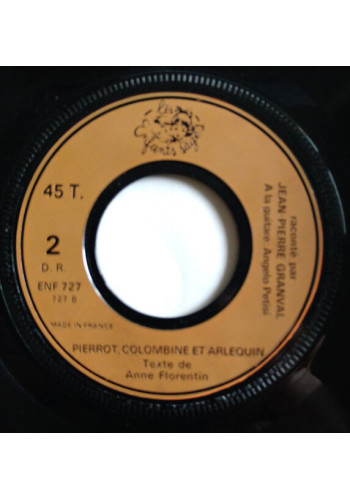 45 T.
2
D. R.
ENF 727
727 B
MADE IN FRANCE
raconté par
JEAN PIERRE GRANVAL
A la guitare: Angelo Petisi
PIERROT, COLOMBINE ET ARLEQUIN
Texte de
Anne Florentin